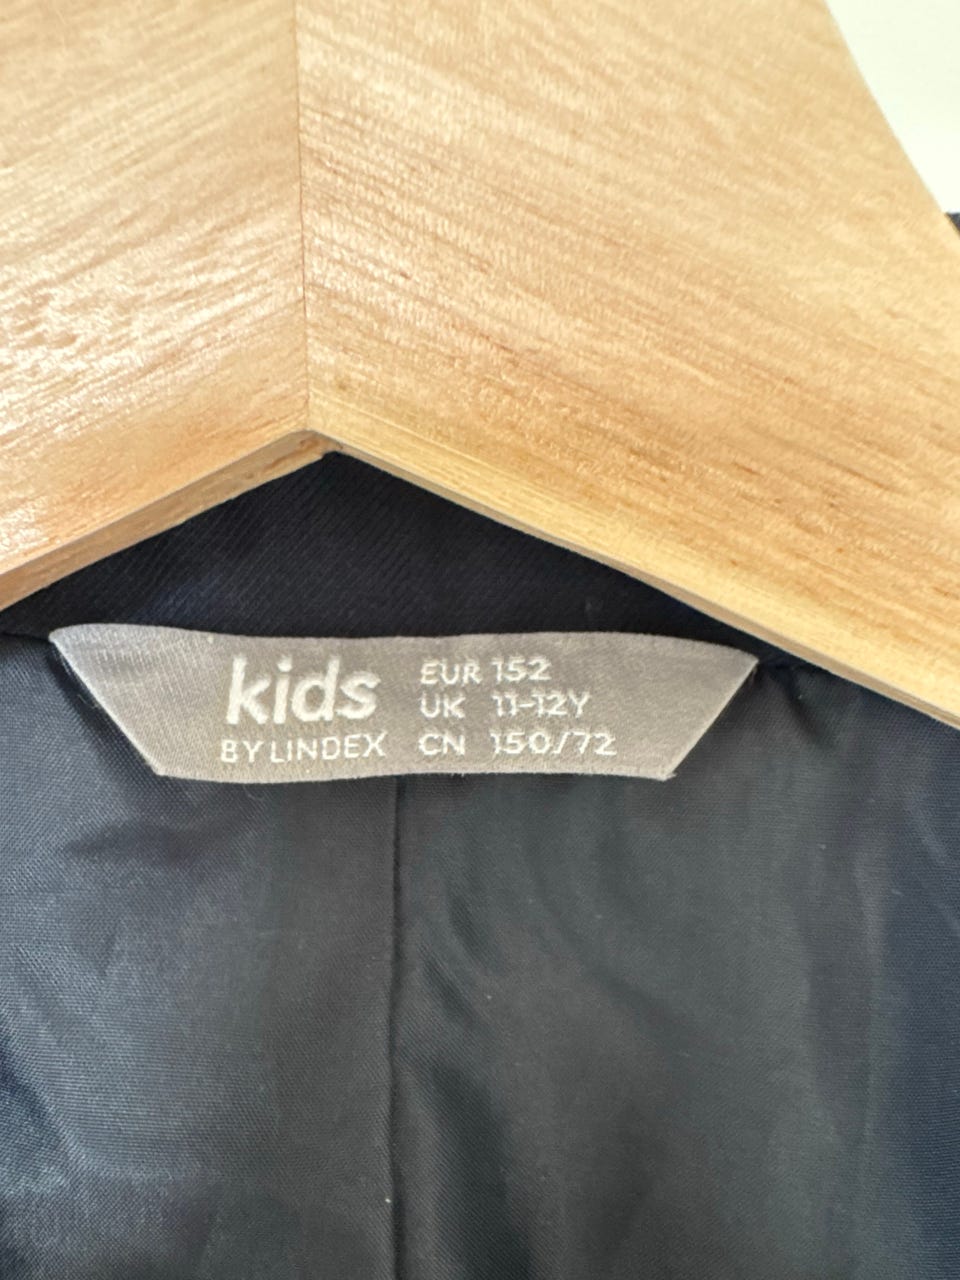 kids
BY LINDEX
EUR 152
UK 11-12Y
CN 150/72